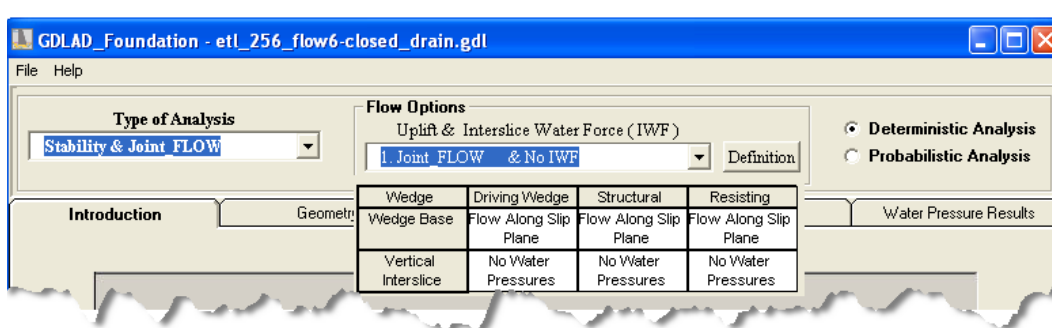 GDLAD_Foundation - etl_256_flow6-closed_drain.gdl
File Help
Type of Analysis
Stability & Joint_FLOW
Flow Options
Uplift & Interslice Water Force ( IWF )
1. Joint_FLOW & No IWF
Definition
Deterministic Analysis
Probabilistic Analysis
Introduction
Geometr
Water Pressure Results
Wedge Driving Wedge Structural Resisting
Wedge Base Flow Along Slip Flow Along Slip Flow Along Slip
Plane Plane Plane
Vertical No Water No Water No Water
Interslice Pressures Pressures Pressures